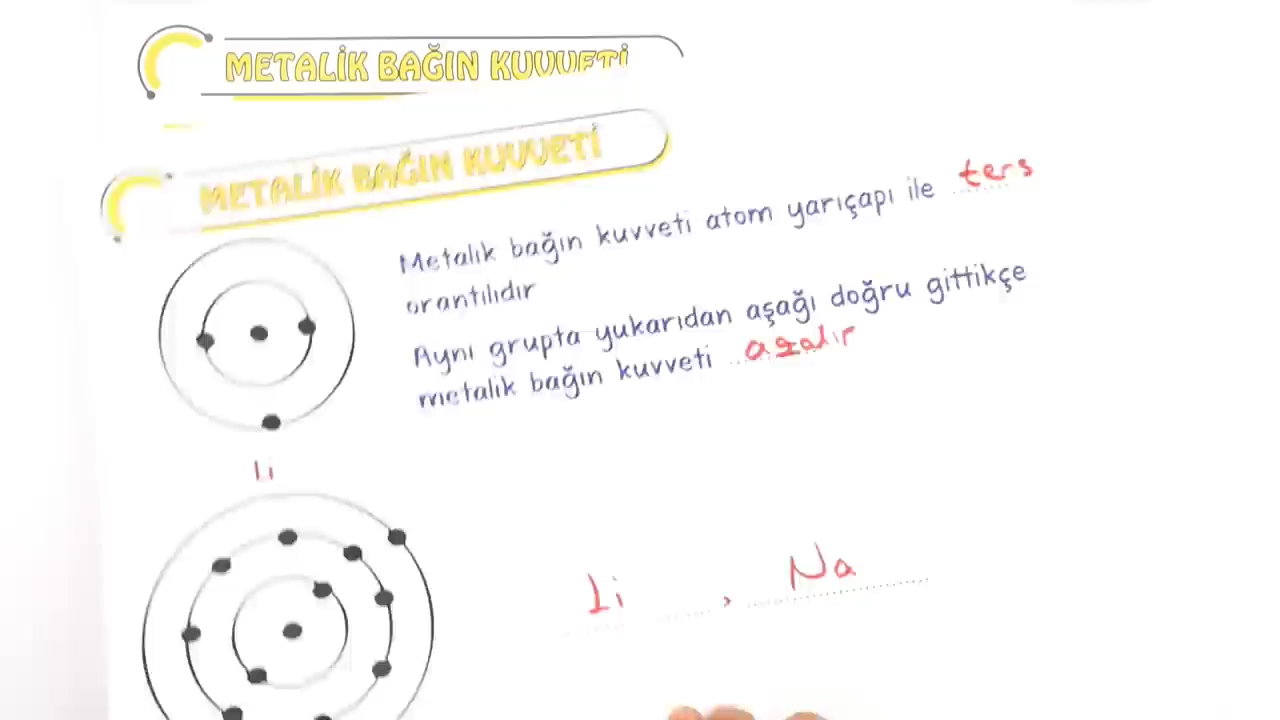 METALİK BAĞIN KUVVETİ
METALİK BAĞIN KUVVETİ
Metalik bağın kuvveti atom yarıçapı ile ters
orantılıdır
Aynı grupta yukarıdan aşağı doğru gittikçe
metalik bağın kuvveti azalır
Li
Li , Na